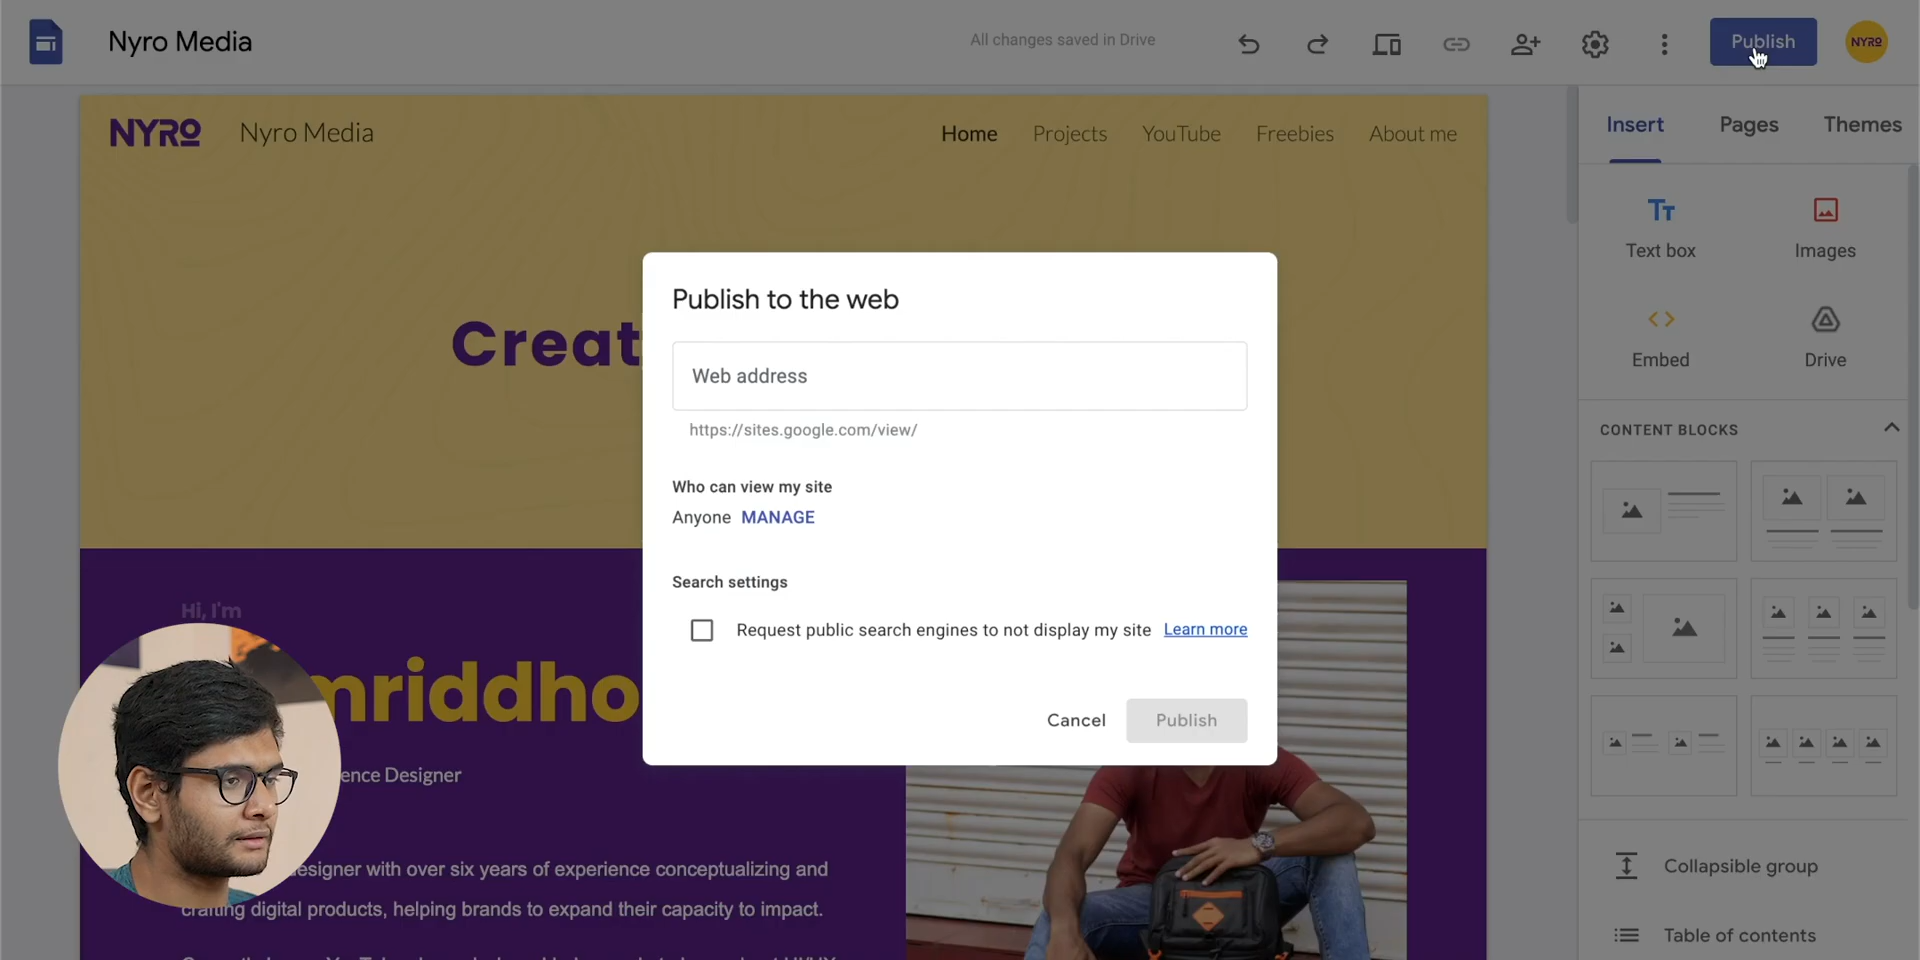 Nyro Media
All changes saved in Drive
Publish
NYRO
NYRO
Nyro Media
Home
Projects
YouTube
Freebies
About me
Insert
Pages
Themes
Text box
Images
Embed
Drive
CONTENT BLOCKS
Creat
Publish to the web
Web address
https://sites.google.com/view/
Who can view my site
Anyone MANAGE
Search settings
Request public search engines to not display my site Learn more
Cancel
Publish
Hi, I'm
mriddho
ence Designer
esigner with over six years of experience conceptualizing and
crafting digital products, helping brands to expand their capacity to impact.
Collapsible group
Table of contents